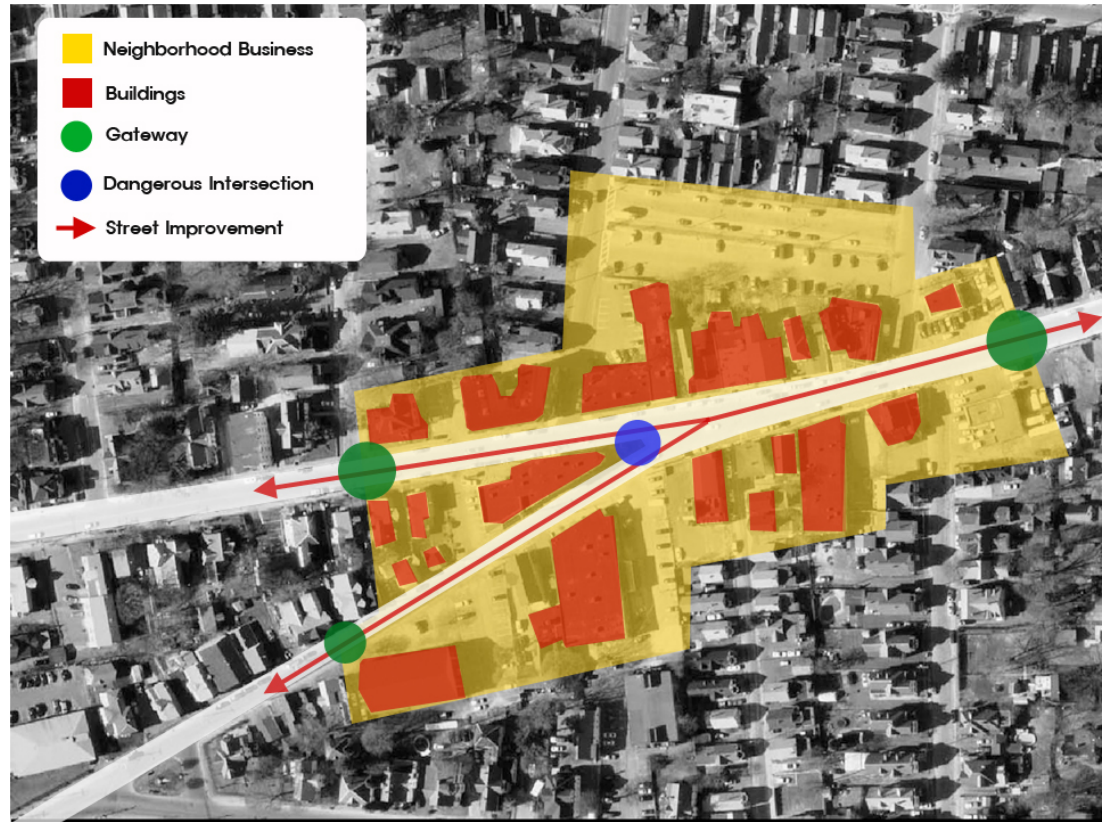 Neighborhood Business
Buildings
Gateway
Dangerous Intersection
Street Improvement